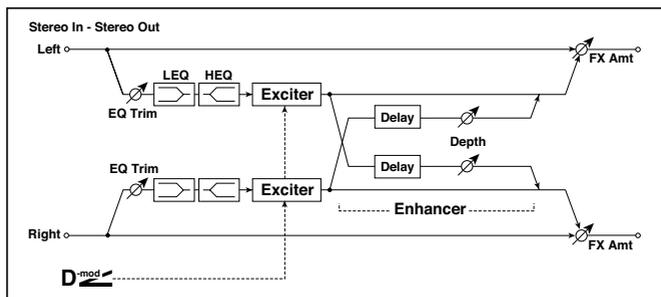 Stereo In - Stereo Out
Left
FX Amt
LEQ HEQ
Exciter
EQ Trim
Delay
Depth
EQ Trim
Delay
Exciter
Enhancer
Right
FX Amt
D-mod